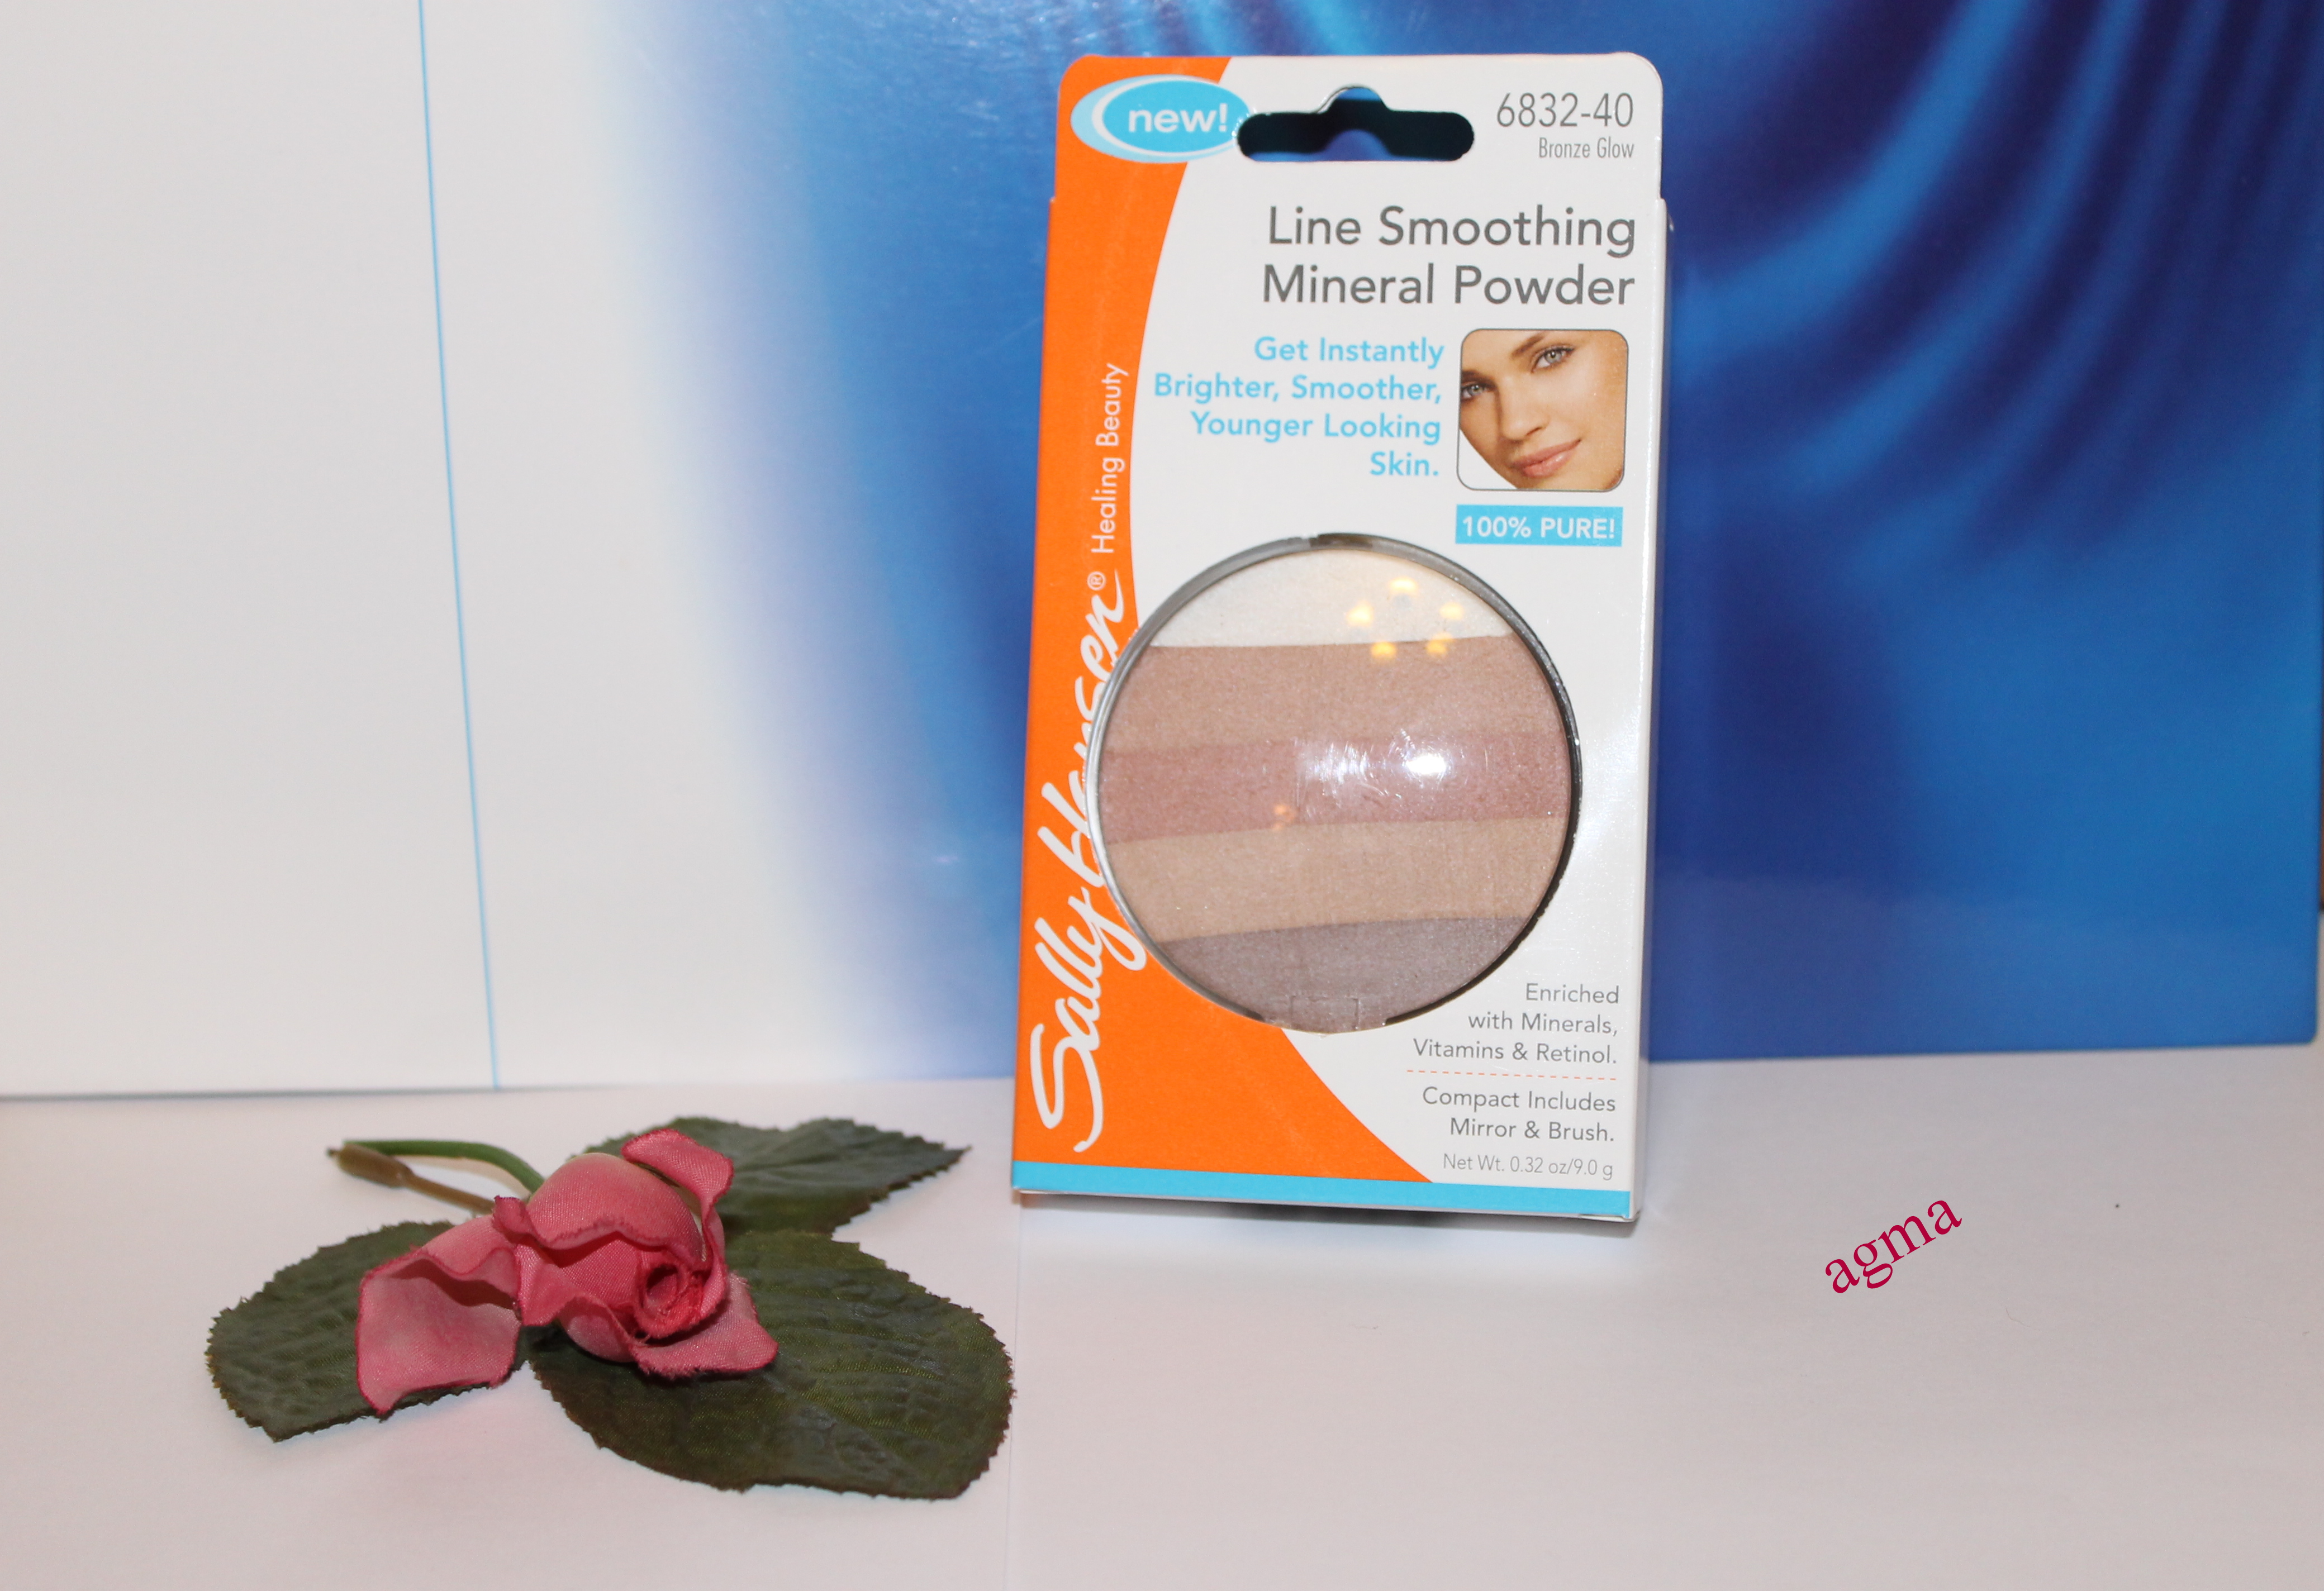 new!
6832-40
Bronze Glow
Line Smoothing
Mineral Powder
Get Instantly
Brighter, Smoother,
Younger Looking
Skin.
100% PURE!
Sally Hansen® Healing Beauty
Enriched
with Minerals,
Vitamins & Retinol.
Compact Includes
Mirror & Brush.
Net Wt. 0.32 oz/9.0 g
agma